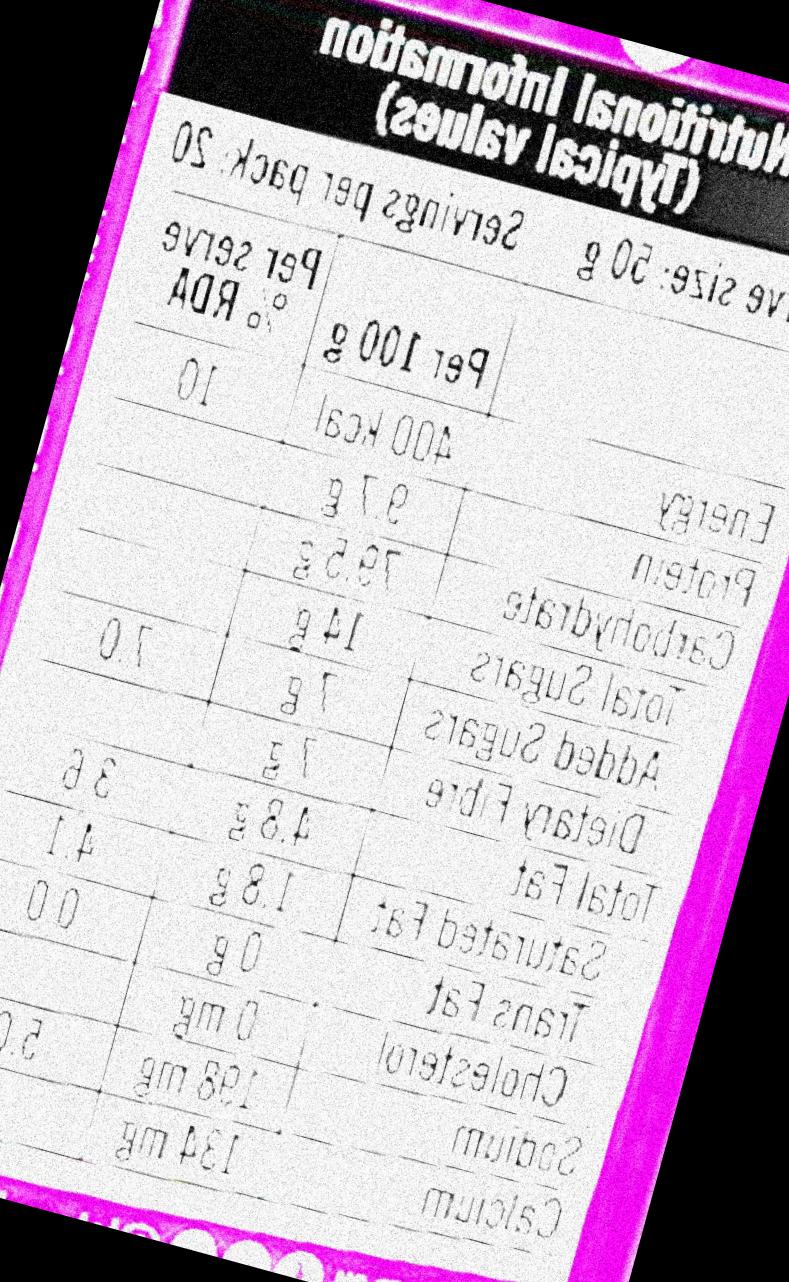 Nutritional Information
(Typical values)
size: 50 g Servings per pack: 20
Per 100 g Per serve % RDA
Energy 400 kcal 10
Protein 9.7 g
Carbohydrate 79.5 g
Total Sugars 14 g
Added Sugars 7 g 7.0
Dietary Fibre 7 g
Total Fat 4.8 g 3.6
Saturated Fat 1.8 g 4.1
Trans Fat 0 g 0.0
Cholesterol 0 mg
Sodium 198 mg 5.0
Calcium 134 mg